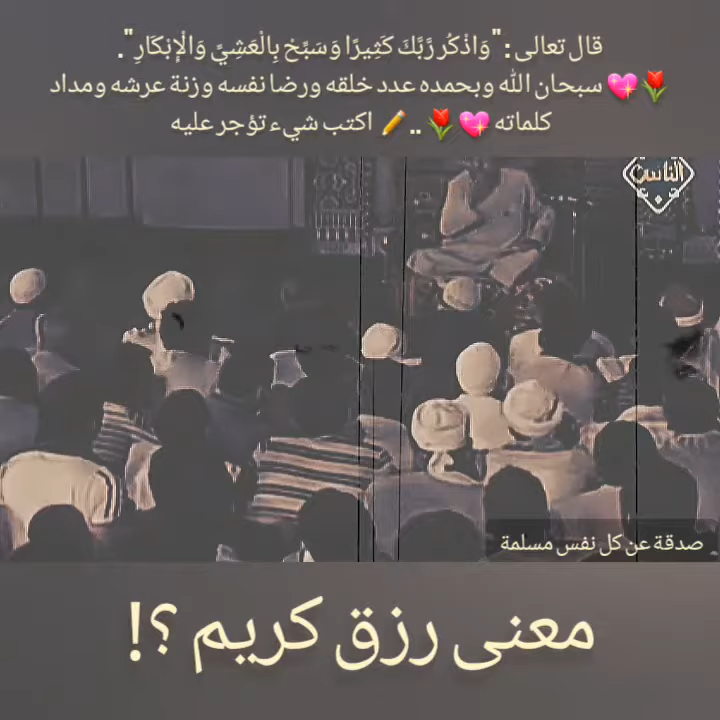 قال تعالى : "وَاذْكُر رَّبَّكَ كَثِيرًا وَسَبِّحْ بِالْعَشِيِّ وَالْإِبْكَارِ".
🌷💖 سبحان الله وبحمده عدد خلقه ورضا نفسه وزنة عرشه ومداد
كلماته 💖🌷 .. ✏️ اكتب شيء تؤجر عليه
الناس
صدقة عن كل نفس مسلمة
معنى رزق كريم ؟!